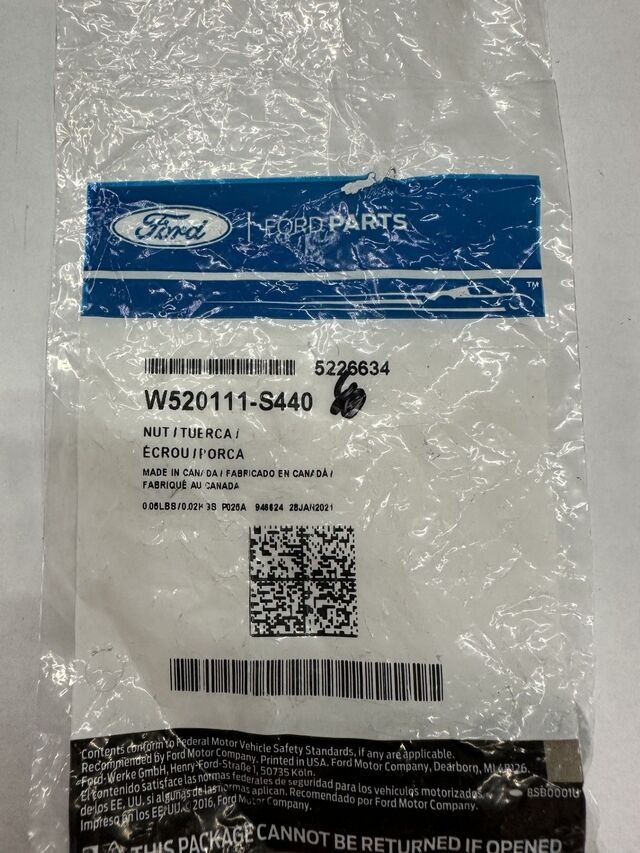 Ford | FORD PARTS
TM
5226634
W520111-S440
NUT / TUERCA /
ÉCROU / PORCA
MADE IN CANADA / FABRICADO EN CANADÁ /
FABRIQUÉ AU CANADA
0.05LBS/0.02KGS P025A 946624 28JAN2021
Contents conform to Federal Motor Vehicle Safety Standards, if any are applicable.
Recommended by Ford Motor Company. Printed in USA. Ford Motor Company, Dearborn, MI 48126.
Ford-Werke GmbH, Henry-Ford-Straße 1, 50735 Köln.
El contenido satisface las normas federales de seguridad para los vehículos motorizados
de los EE. UU. si algunas de las normas aplican. Recomendado por Ford Motor Company.
Impreso en los EE. UU. © 2016, Ford Motor Company.
BSB0001U
THIS PACKAGE CANNOT BE RETURNED IF OPENED